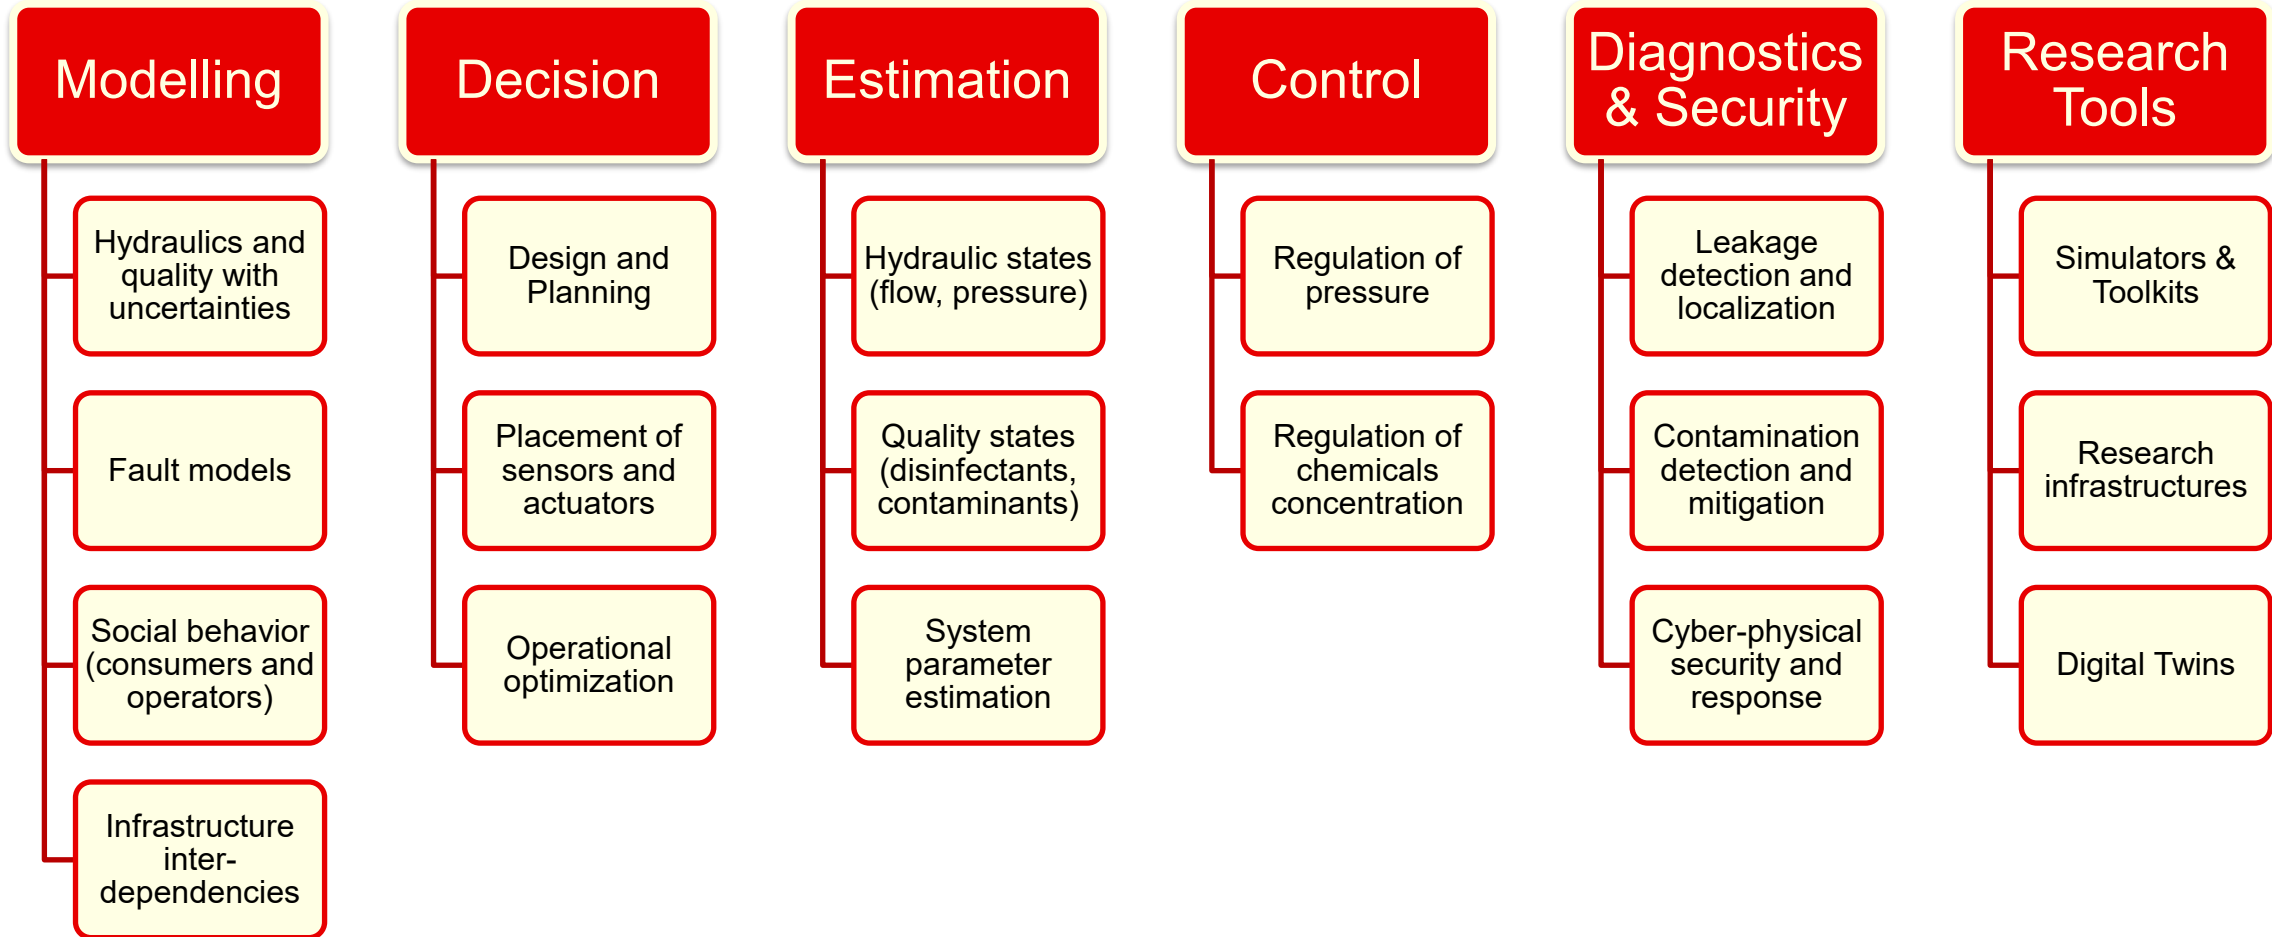 Modelling
Hydraulics and
quality with
uncertainties
Fault models
Social behavior
(consumers and
operators)
Infrastructure
inter-
dependencies
Decision
Design and
Planning
Placement of
sensors and
actuators
Operational
optimization
Estimation
Hydraulic states
(flow, pressure)
Quality states
(disinfectants,
contaminants)
System
parameter
estimation
Control
Regulation of
pressure
Regulation of
chemicals
concentration
Diagnostics
& Security
Leakage
detection and
localization
Contamination
detection and
mitigation
Cyber-physical
security and
response
Research
Tools
Simulators &
Toolkits
Research
infrastructures
Digital Twins